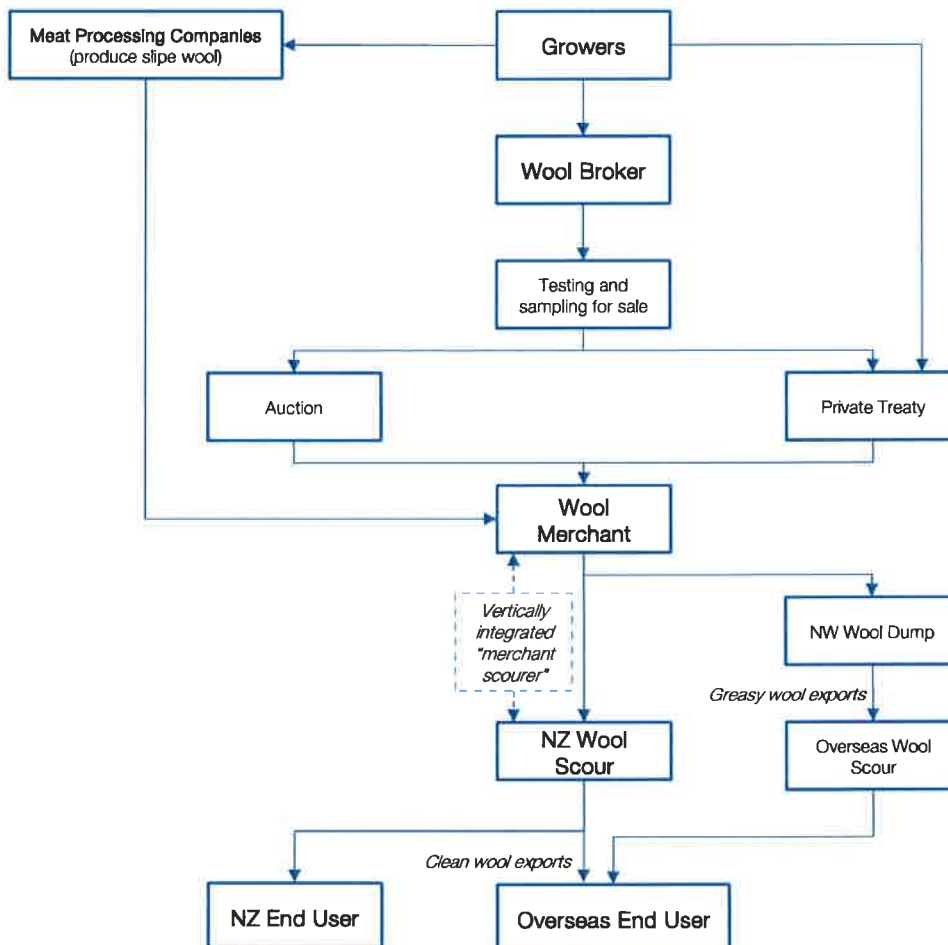 Meat Processing Companies
(produce slipe wool)
Growers
Wool Broker
Testing and
sampling for sale
Auction
Private Treaty
Wool
Merchant
Vertically
integrated
"merchant
scourer"
NW Wool Dump
Greasy wool exports
NZ Wool
Scour
Overseas Wool
Scour
Clean wool exports
NZ End User
Overseas End User